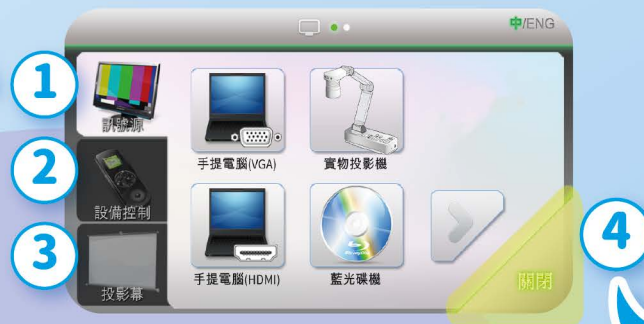 中/ENG
1
訊號源
手提電腦(VGA)
實物投影機
2
設備控制
3
投影幕
手提電腦(HDMI)
藍光碟機
4
關閉